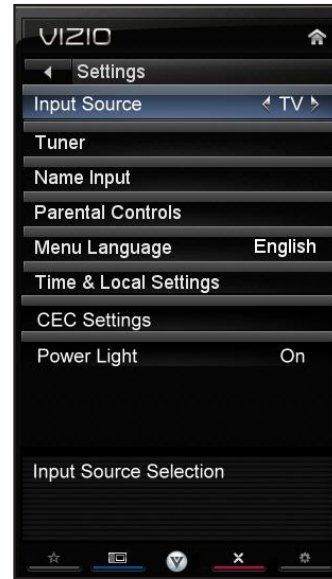 VIZIO
Settings
Input Source TV
Tuner
Name Input
Parental Controls
Menu Language English
Time & Local Settings
CEC Settings
Power Light On
Input Source Selection